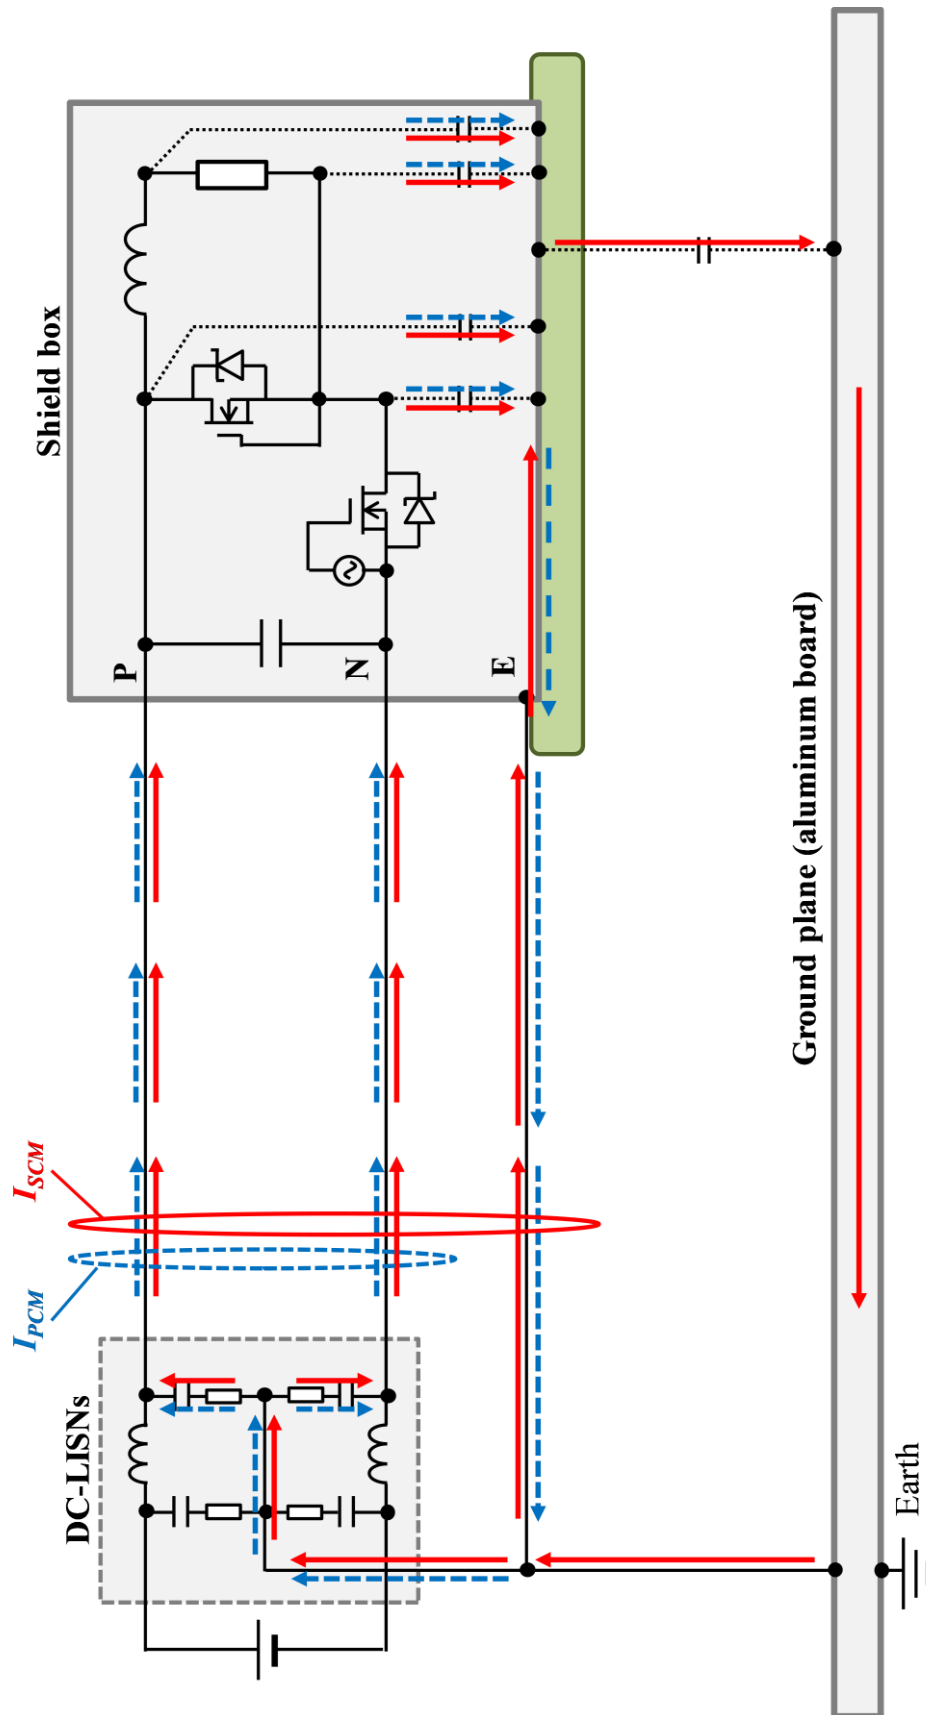 Shield box
P
N
E
Ground plane (aluminum board)
I_SCM
I_PCM
DC-LISNs
Earth